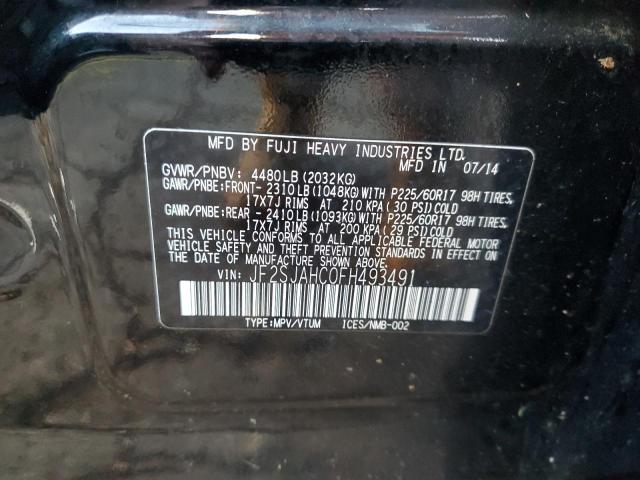 MFD BY FUJI HEAVY INDUSTRIES LTD.
MFD IN 07/14
GVWR/PNBV: 4480LB (2032KG)
GAWR/PNBE:FRONT- 2310LB (1048KG) WITH P225/60R17 98H TIRES,
17X7J RIMS AT 210 KPA (30 PSI) COLD
GAWR/PNBE:REAR - 2410LB (1093KG) WITH P225/60R17 98H TIRES,
17X7J RIMS AT 200 KPA (29 PSI) COLD
THIS VEHICLE CONFORMS TO ALL APPLICABLE FEDERAL MOTOR
VEHICLE SAFETY AND THEFT PREVENTION STANDARDS IN EFFECT ON
THE DATE OF MANUFACTURE SHOWN ABOVE.
VIN: JF2SJAHC0FH493491
TYPE:MPV/VTUM ICES/NMB-002